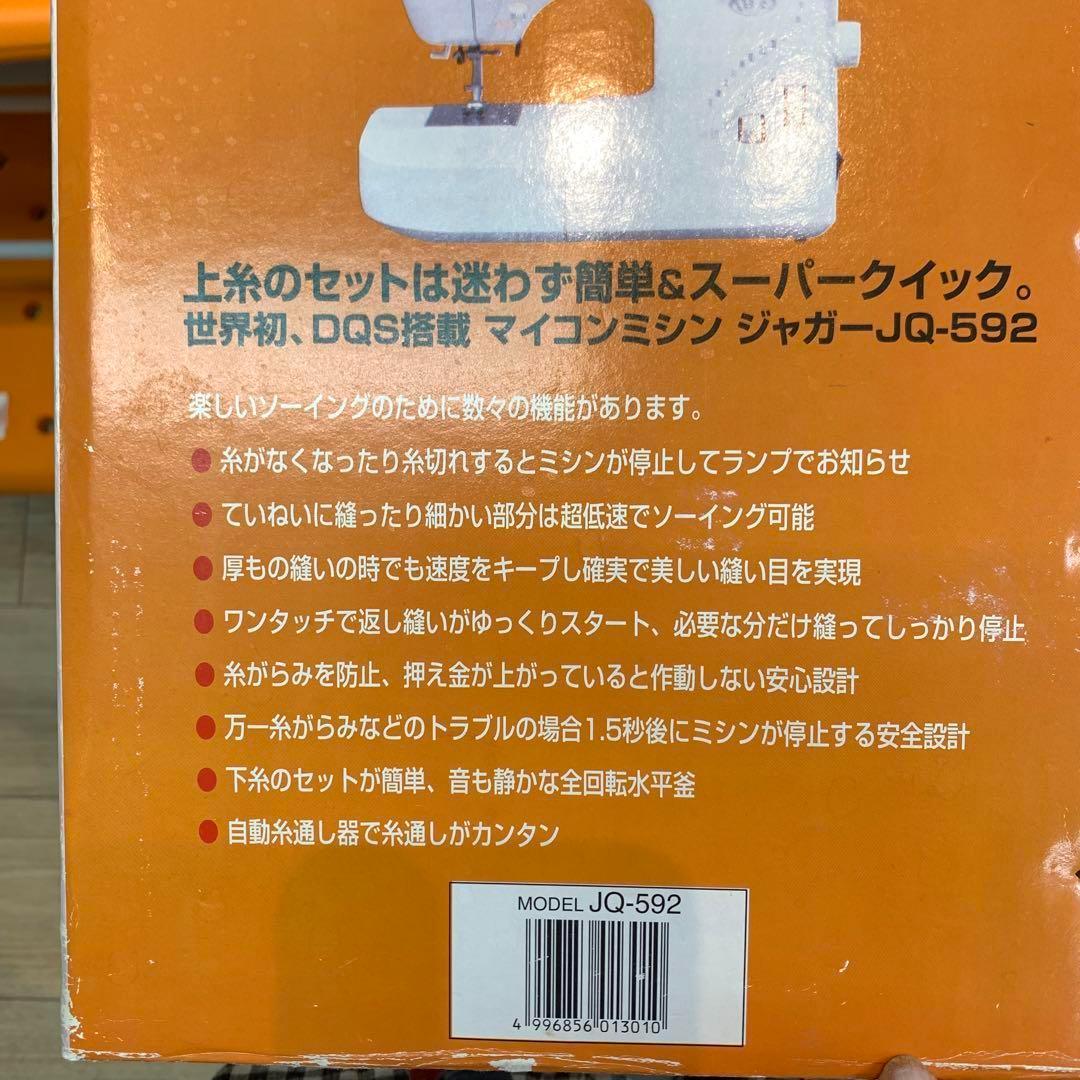 上糸のセットは迷わず簡単&スーパークイック。
世界初、DQS搭載 マイコンミシン ジャガーJQ-592
楽しいソーイングのために数々の機能があります。
● 糸がなくなったり糸切れするとミシンが停止してランプでお知らせ
● ていねいに縫ったり細かい部分は超低速でソーイング可能
● 厚もの縫いの時でも速度をキープし確実で美しい縫い目を実現
● ワンタッチで返し縫いがゆっくりスタート、必要な分だけ縫ってしっかり停止
● 糸がらみを防止、押え金が上がっていると作動しない安心設計
● 万一糸がらみなどのトラブルの場合1.5秒後にミシンが停止する安全設計
● 下糸のセットが簡単、音も静かな全回転水平釜
● 自動糸通し器で糸通しがカンタン
MODEL JQ-592
4 996856 013010